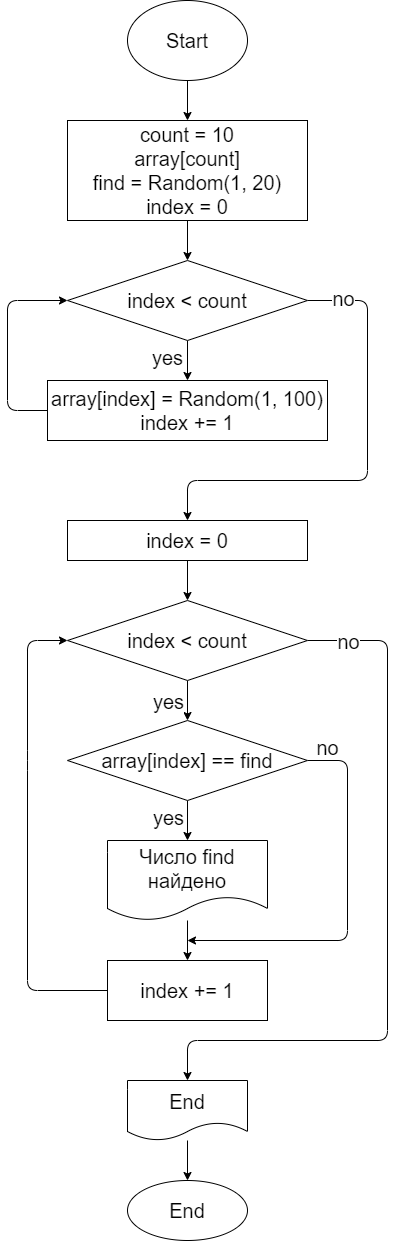 Start
count = 10
array[count]
find = Random(1, 20)
index = 0
index < count
no
yes
array[index] = Random(1, 100)
index += 1
index = 0
index < count
no
yes
array[index] == find
no
yes
Число find
найдено
index += 1
End
End